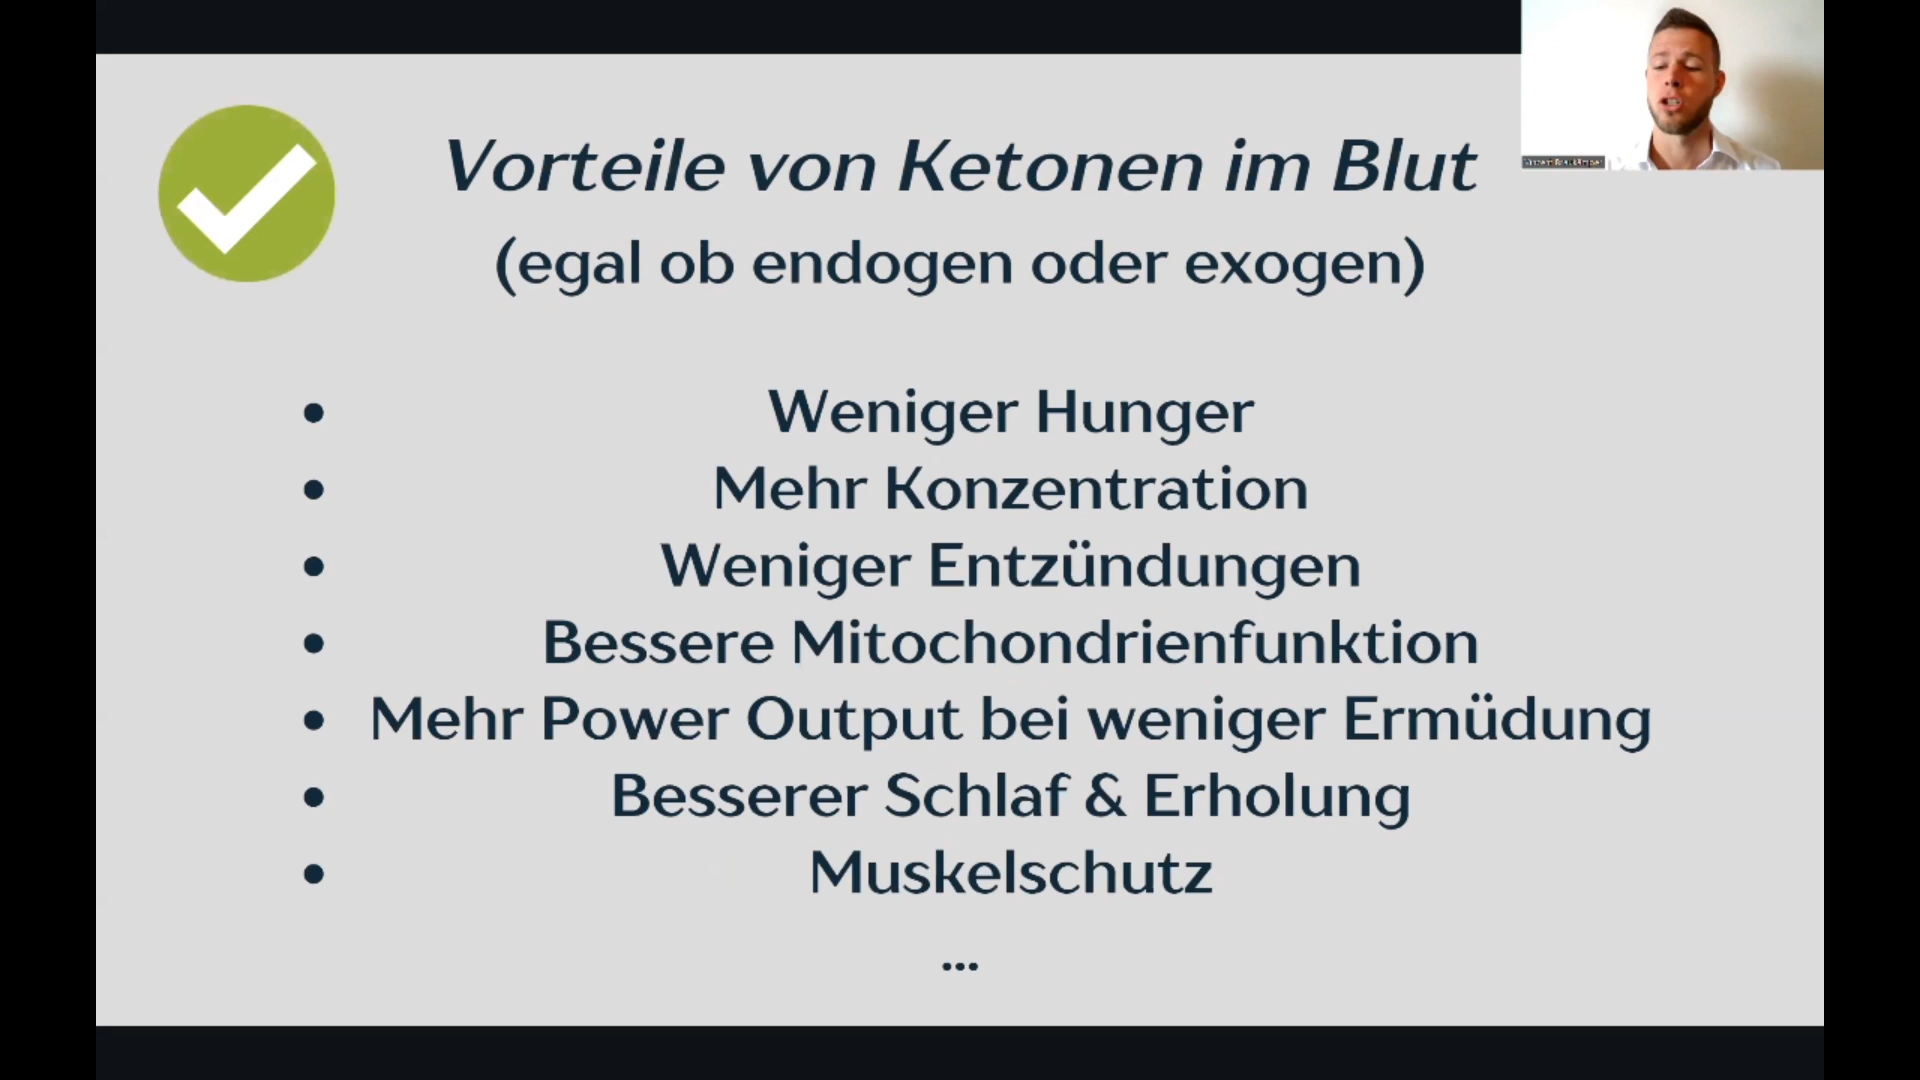 Vorteile von Ketonen im Blut
(egal ob endogen oder exogen)
• Weniger Hunger
• Mehr Konzentration
• Weniger Entzündungen
• Bessere Mitochondrienfunktion
• Mehr Power Output bei weniger Ermüdung
• Besserer Schlaf & Erholung
• Muskelschutz
...